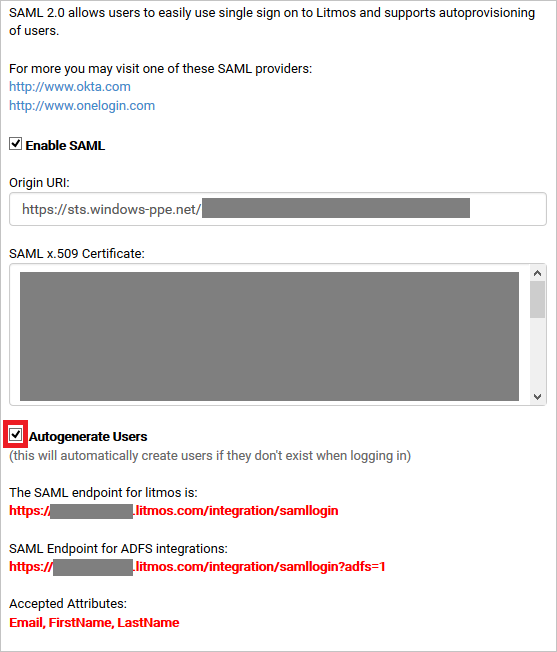 SAML 2.0 allows users to easily use single sign on to Litmos and supports autoprovisioning
of users.
For more you may visit one of these SAML providers:
http://www.okta.com
http://www.onelogin.com
Enable SAML
Origin URI:
https://sts.windows-ppe.net/
SAML x.509 Certificate:
Autogenerate Users
(this will automatically create users if they don't exist when logging in)
The SAML endpoint for litmos is:
https://.litmos.com/integration/samllogin
SAML Endpoint for ADFS integrations:
https://.litmos.com/integration/samllogin?adfs=1
Accepted Attributes:
Email, FirstName, LastName